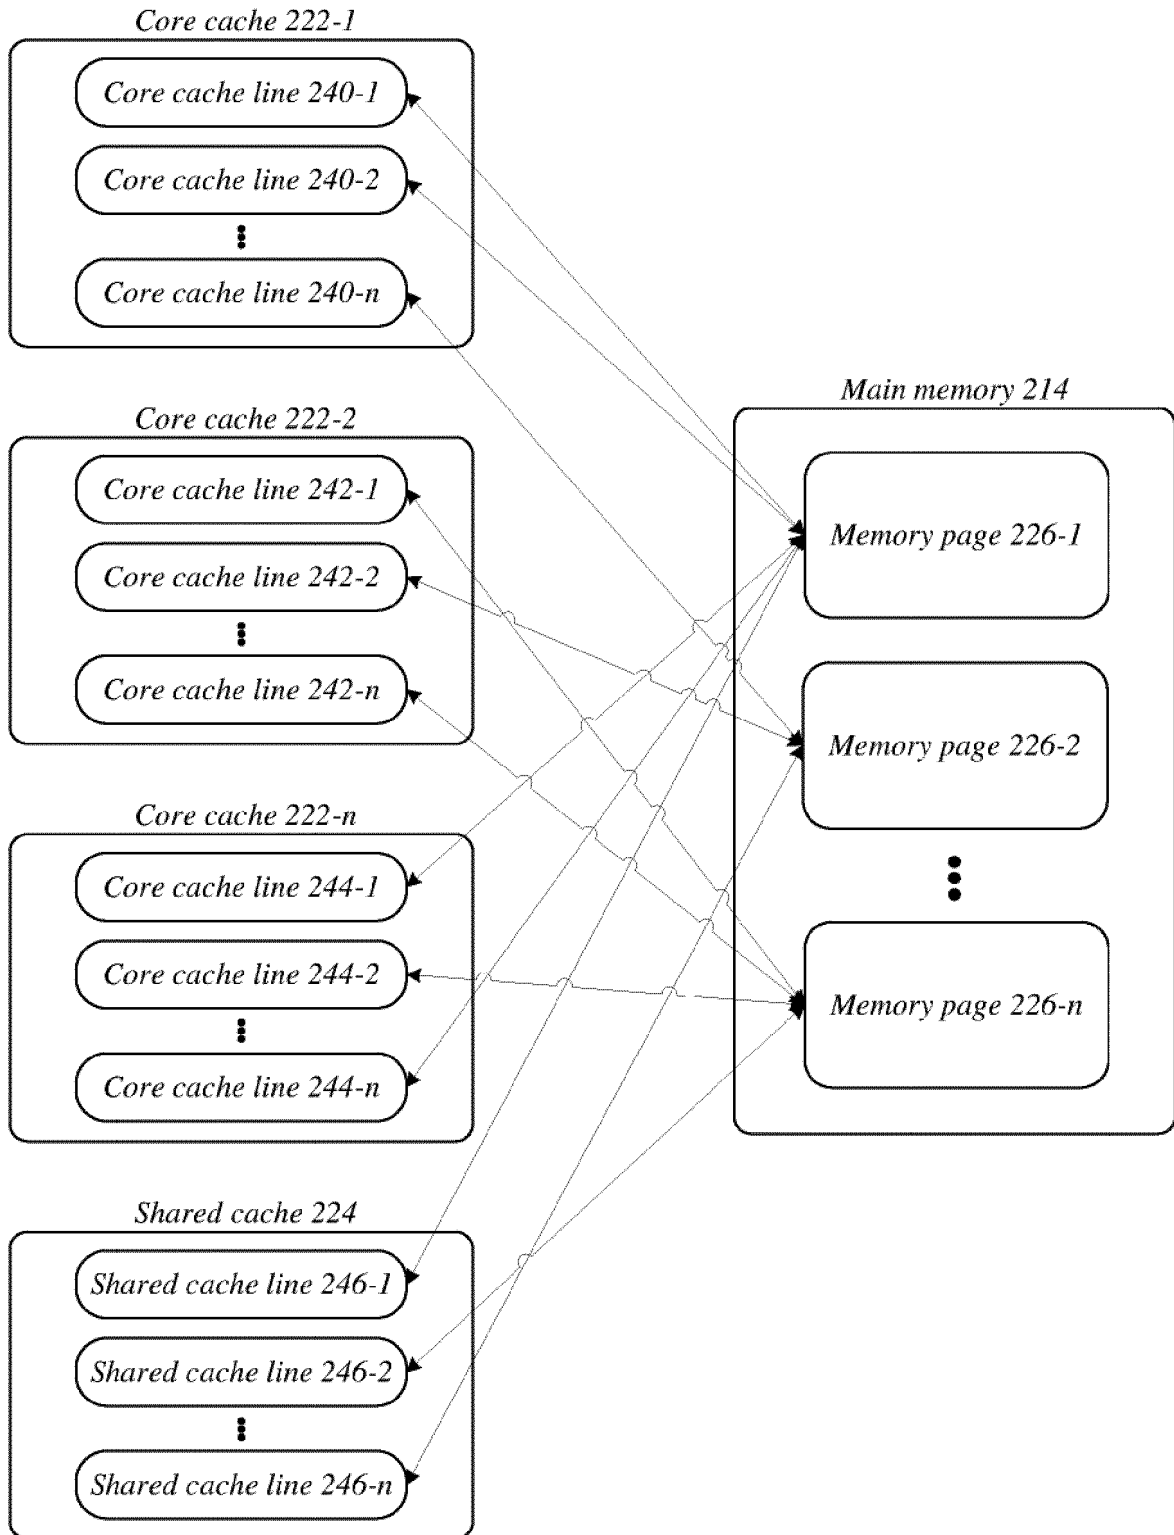 Core cache 222-1
Core cache line 240-1
Core cache line 240-2
Core cache line 240-n
Core cache 222-2
Core cache line 242-1
Core cache line 242-2
Core cache line 242-n
Core cache 222-n
Core cache line 244-1
Core cache line 244-2
Core cache line 244-n
Shared cache 224
Shared cache line 246-1
Shared cache line 246-2
Shared cache line 246-n
Main memory 214
Memory page 226-1
Memory page 226-2
Memory page 226-n